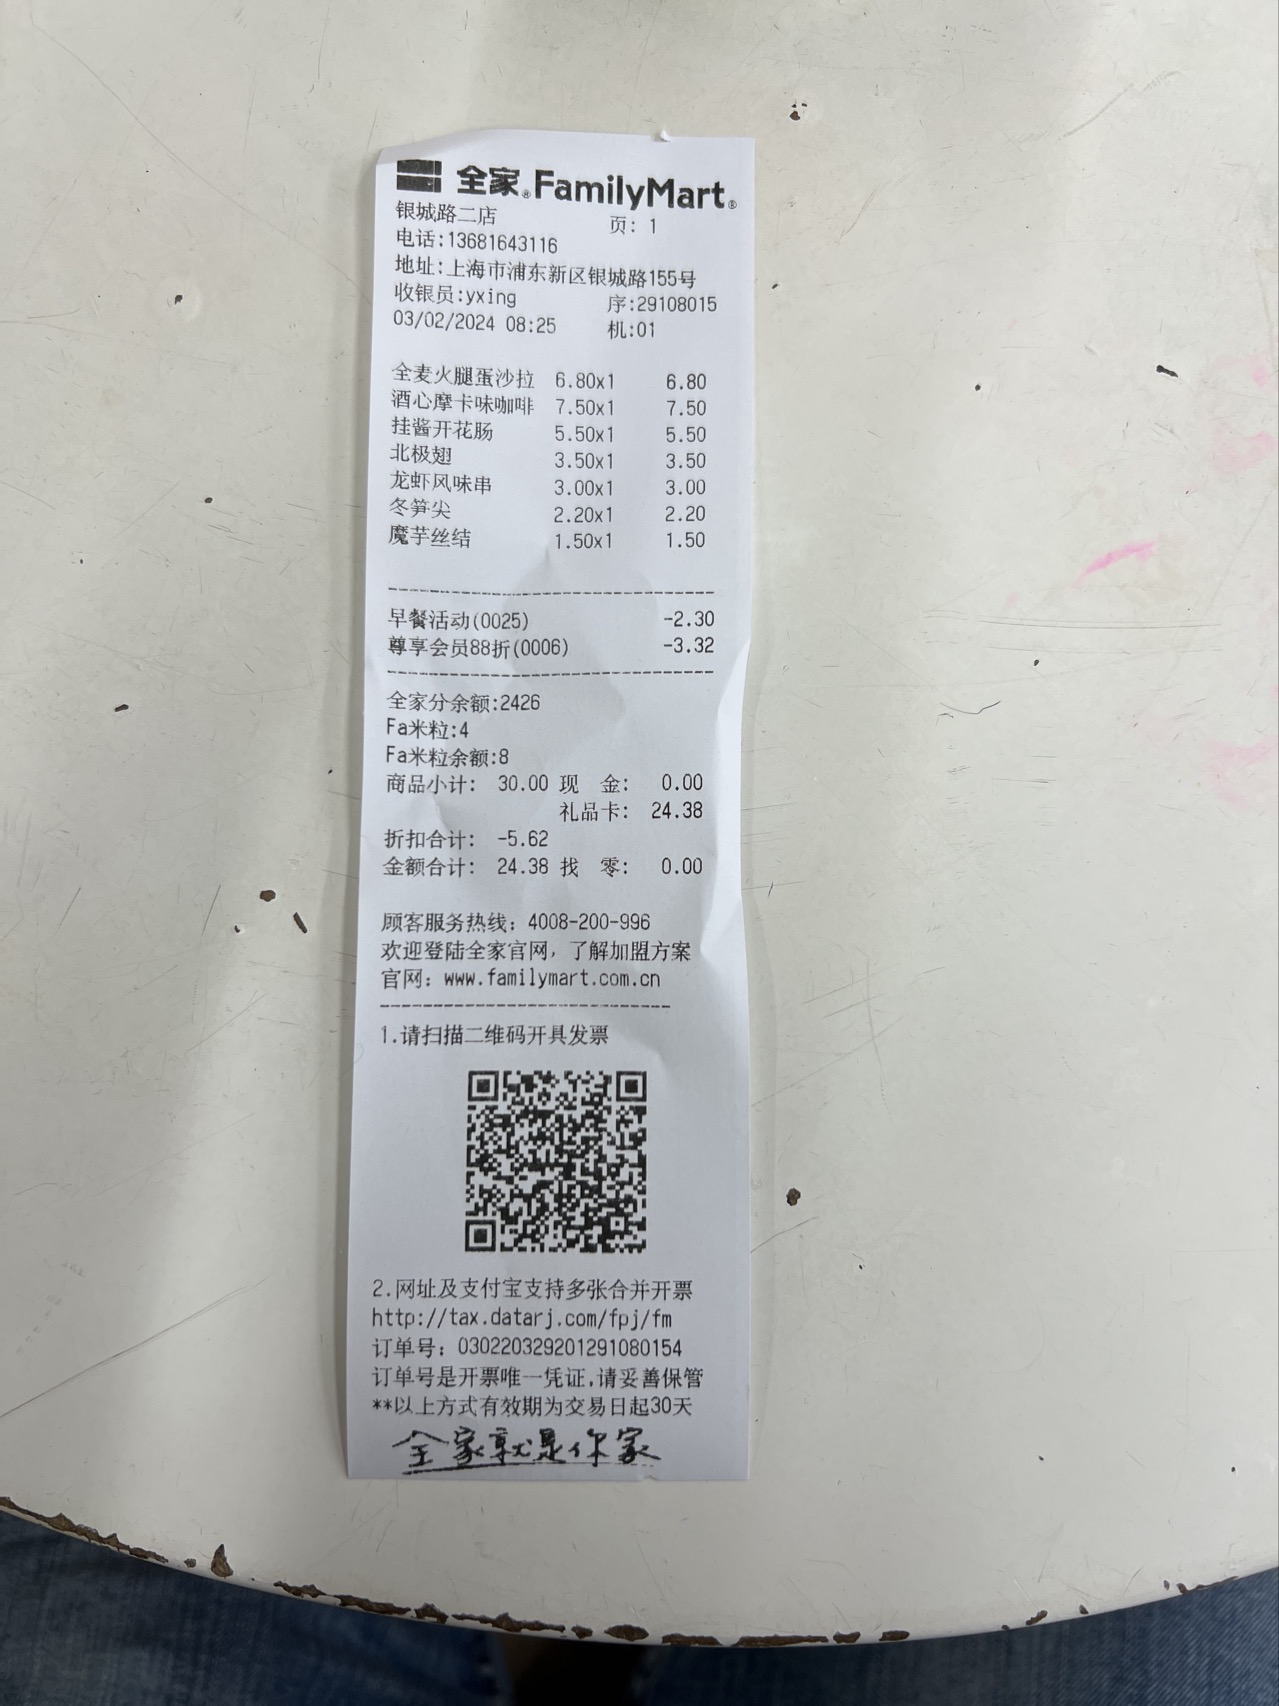 全家®FamilyMart®
银城路二店 页: 1
电话:13681643116
地址:上海市浦东新区银城路155号
收银员:yxing 序:29108015
03/02/2024 08:25 机:01
全麦火腿蛋沙拉 6.80x1 6.80
酒心摩卡味咖啡 7.50x1 7.50
挂酱开花肠 5.50x1 5.50
北极翅 3.50x1 3.50
龙虾风味串 3.00x1 3.00
冬笋尖 2.20x1 2.20
魔芋丝结 1.50x1 1.50
早餐活动(0025) -2.30
尊享会员88折(0006) -3.32
全家分余额:2426
Fa米粒:4
Fa米粒余额:8
商品小计: 30.00 现 金: 0.00
礼品卡: 24.38
折扣合计: -5.62
金额合计: 24.38 找 零: 0.00
顾客服务热线: 4008-200-996
欢迎登陆全家官网，了解加盟方案
官网: www.familymart.com.cn
1.请扫描二维码开具发票
2.网址及支付宝支持多张合并开票
http://tax.datarj.com/fpj/fm
订单号: 030220329201291080154
订单号是开票唯一凭证,请妥善保管
**以上方式有效期为交易日起30天
全家就是你家